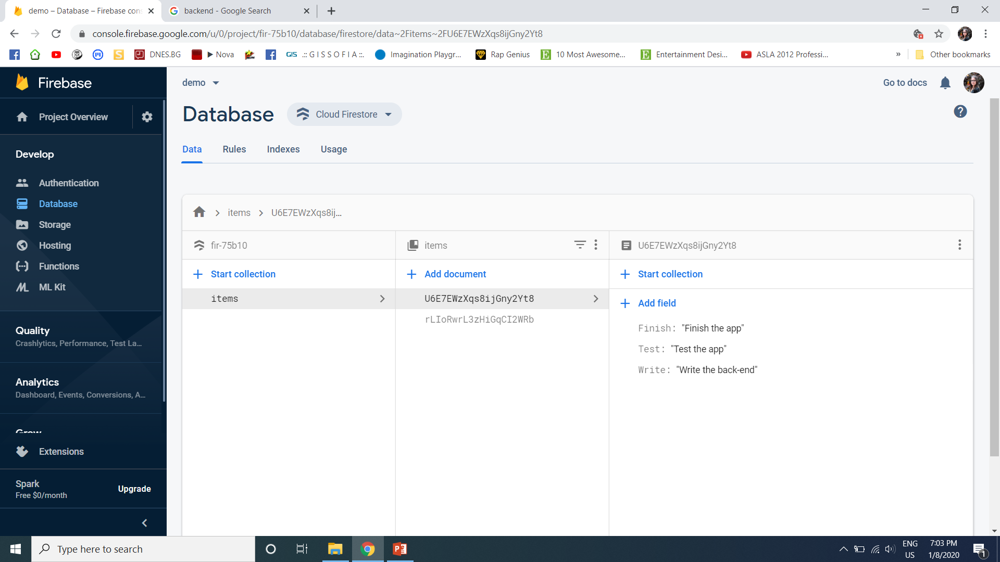 demo – Database – Firebase cons
backend - Google Search
console.firebase.google.com/u/0/project/fir-75b10/database/firestore/data~2Fitems~2FU6E7EWzXqs8ijGny2Yt8
DNES.BG
Nova
GIS .:: G I S S O F I A ::.
Imagination Playgr...
Rap Genius
10 Most Awesome...
Entertainment Desi...
ASLA 2012 Professi...
»
Other bookmarks
Firebase
demo
Go to docs
Project Overview
Database
Cloud Firestore
Data
Rules
Indexes
Usage
Develop
Authentication
Database
Storage
Hosting
Functions
ML Kit
Quality
Crashlytics, Performance, Test La...
Analytics
Dashboard, Events, Conversions, A...
Grow
Extensions
Spark
Free $0/month
Upgrade
items
U6E7EWzXqs8ij...
fir-75b10
Start collection
items
items
Add document
U6E7EWzXqs8ijGny2Yt8
rLIoRwrL3zHiGqCI2WRb
U6E7EWzXqs8ijGny2Yt8
Start collection
Add field
Finish: "Finish the app"
Test: "Test the app"
Write: "Write the back-end"
Type here to search
ENG
US
7:03 PM
1/8/2020
1